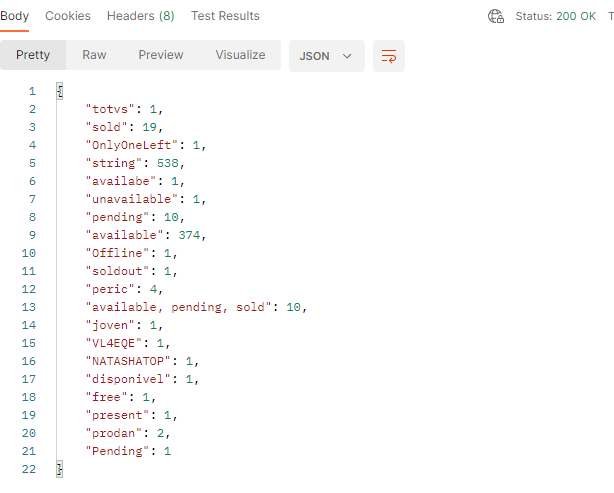 Body Cookies Headers (8) Test Results Status: 200 OK T
Pretty Raw Preview Visualize JSON
1 {
2 "totvs": 1,
3 "sold": 19,
4 "OnlyOneLeft": 1,
5 "string": 538,
6 "availabe": 1,
7 "unavailable": 1,
8 "pending": 10,
9 "available": 374,
10 "Offline": 1,
11 "soldout": 1,
12 "peric": 4,
13 "available, pending, sold": 10,
14 "joven": 1,
15 "VL4EQE": 1,
16 "NATASHATOP": 1,
17 "disponivel": 1,
18 "free": 1,
19 "present": 1,
20 "prodan": 2,
21 "Pending": 1
22 }